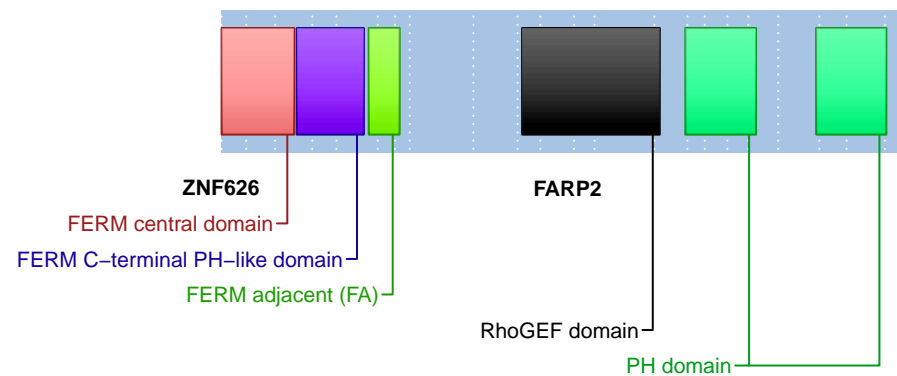 ZNF626 FARP2
FERM central domain
FERM C−terminal PH−like domain
FERM adjacent (FA)
RhoGEF domain
PH domain